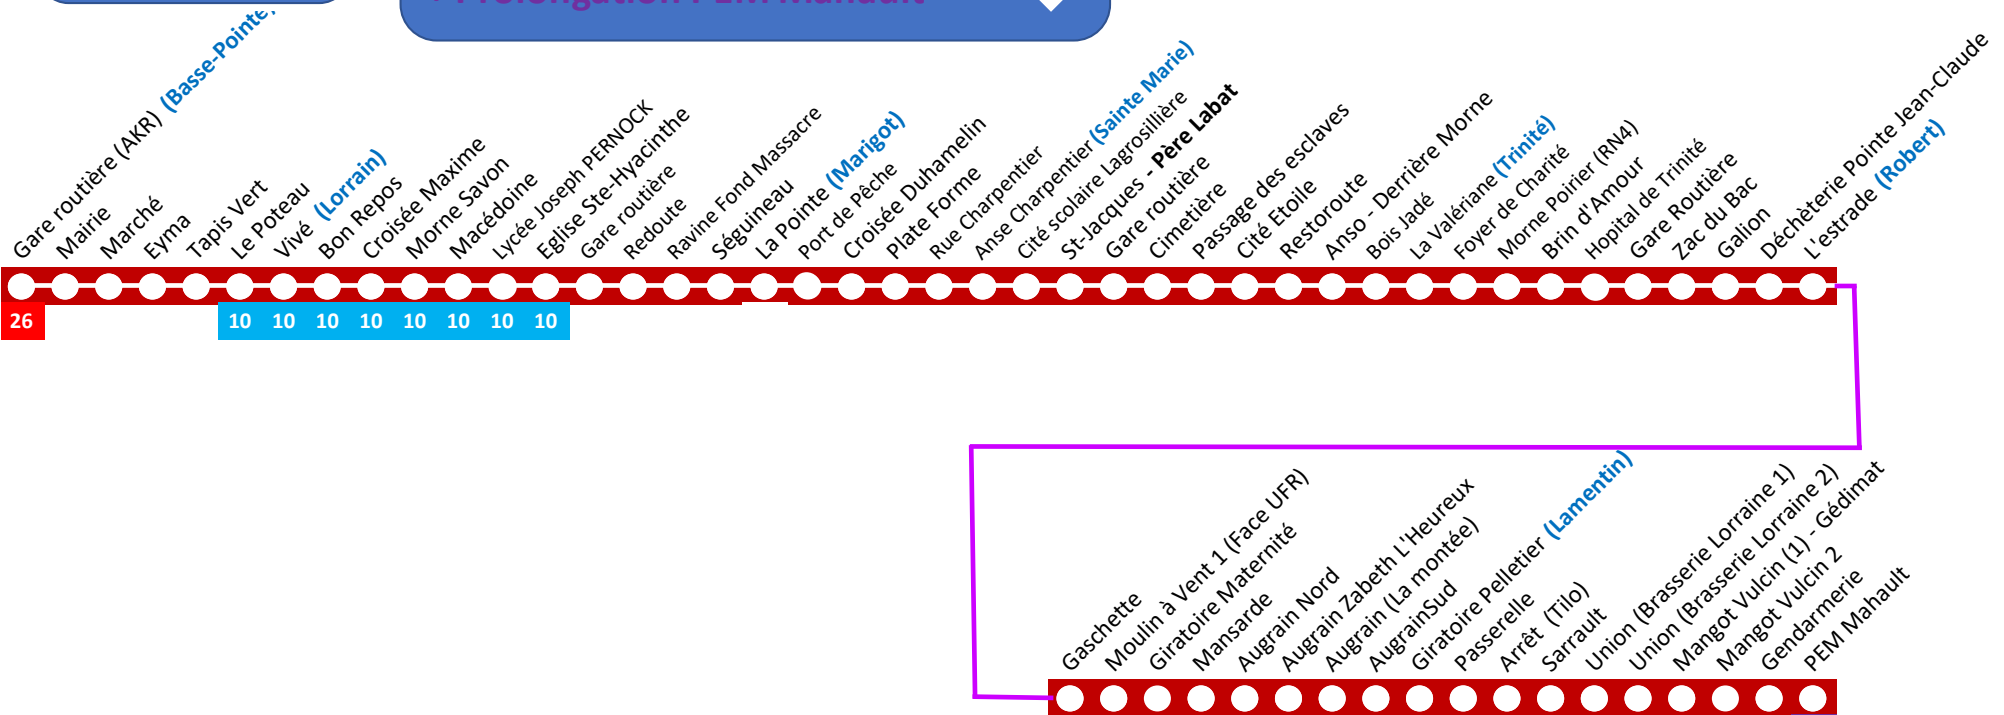 Prolongation PEM Mahault
Gare routière (AKR) (Basse-Pointe)
Mairie
Marché
Eyma
Tapis Vert
Le Poteau
Vivé (Lorrain)
Bon Repos
Croisée Maxime
Morne Savon
Macédoine
Lycée Joseph PERNOCK
Eglise Ste-Hyacinthe
Gare routière
Redoute
Ravine Fond Massacre
Séguineau
La Pointe (Marigot)
Port de Pêche
Croisée Duhamelin
Plate Forme
Rue Charpentier
Anse Charpentier (Sainte Marie)
Cité scolaire Lagrosillière
St-Jacques - Père Labat
Gare routière
Cimetière
Passage des esclaves
Cité Etoile
Restoroute
Anso - Derrière Morne
Bois Jadé
La Valériane (Trinité)
Foyer de Charité
Morne Poirier (RN4)
Brin d'Amour
Hopital de Trinité
Gare Routière
Zac du Bac
Galion
Déchèterie Pointe Jean-Claude
L'estrade (Robert)
26 10 10 10 10 10 10 10 10
Gaschette
Moulin à Vent 1 (Face UFR)
Giratoire Maternité
Mansarde
Augrain Nord
Augrain Zabeth L'Heureux
Augrain (La montée)
AugrainSud
Giratoire Pelletier (Lamentin)
Passerelle
Arrêt (Tilo)
Sarrault
Union (Brasserie Lorraine 1)
Union (Brasserie Lorraine 2)
Mangot Vulcin (1) - Gédimat
Mangot Vulcin 2
Gendarmerie
PEM Mahault